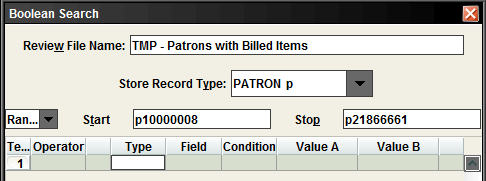 Boolean Search
Review File Name: TMP - Patrons with Billed Items
Store Record Type: PATRON p
Ran... Start p10000008 Stop p21866661
Te... Operator Type Field Condition Value A Value B
1